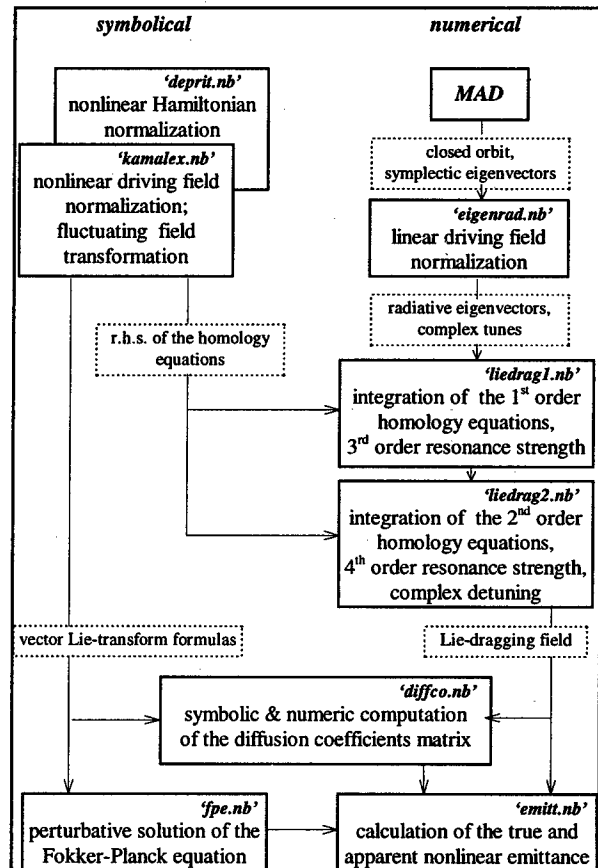 symbolical
numerical
'deprit.nb'
nonlinear Hamiltonian
normalization
'kamalex.nb'
nonlinear driving field
normalization;
fluctuating field
transformation
MAD
closed orbit,
symplectic eigenvectors
'eigenrad.nb'
linear driving field
normalization
radiative eigenvectors,
complex tunes
r.h.s. of the homology
equations
'liedrag1.nb'
integration of the 1st order
homology equations,
3rd order resonance strength
'liedrag2.nb'
integration of the 2nd order
homology equations,
4th order resonance strength,
complex detuning
vector Lie-transform formulas
Lie-dragging field
'diffco.nb'
symbolic & numeric computation
of the diffusion coefficients matrix
'fpe.nb'
perturbative solution of the
Fokker-Planck equation
'emitt.nb'
calculation of the true and
apparent nonlinear emittance